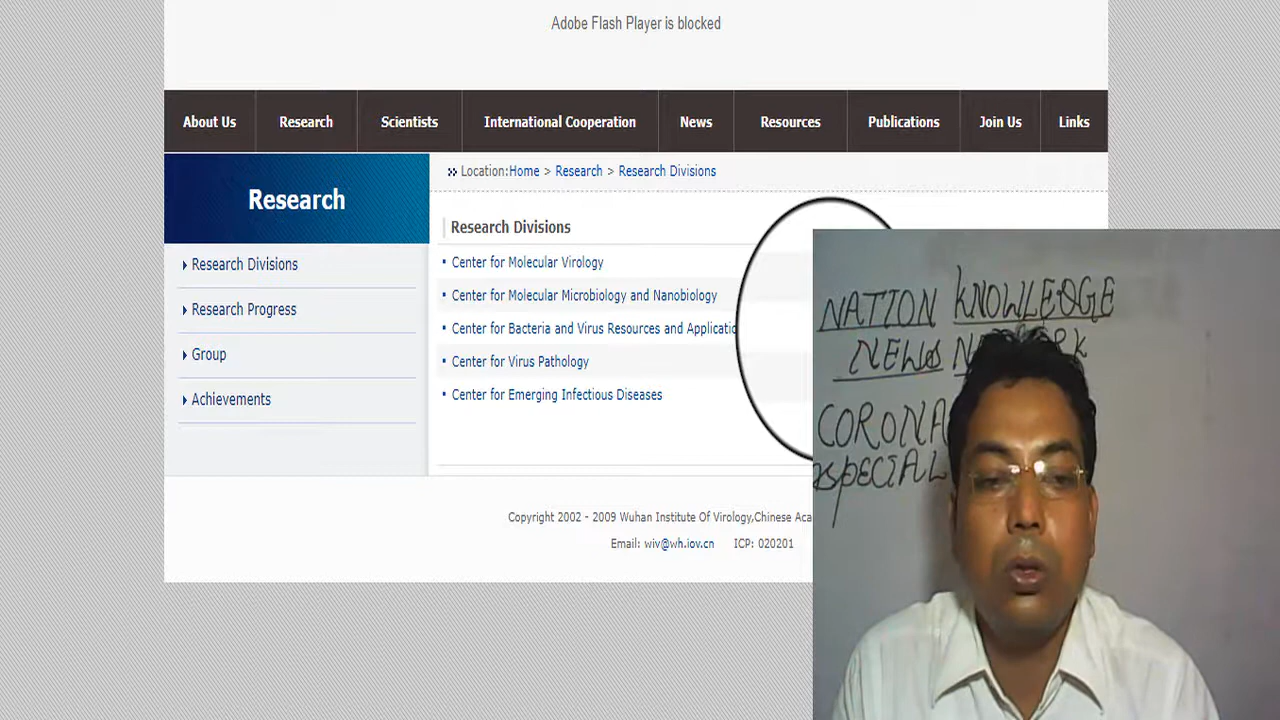 Adobe Flash Player is blocked
About Us Research Scientists International Cooperation News Resources Publications Join Us Links
Research
Research Divisions
Research Progress
Group
Achievements
Location:Home > Research > Research Divisions
Research Divisions
Center for Molecular Virology
Center for Molecular Microbiology and Nanobiology
Center for Bacteria and Virus Resources and Applicatio
Center for Virus Pathology
Center for Emerging Infectious Diseases
Copyright 2002 - 2009 Wuhan Institute Of Virology,Chinese Aca
Email: wiv@wh.iov.cn ICP: 020201
NATION KNOWLEDGE
NEWS
CORONA
SPECIAL